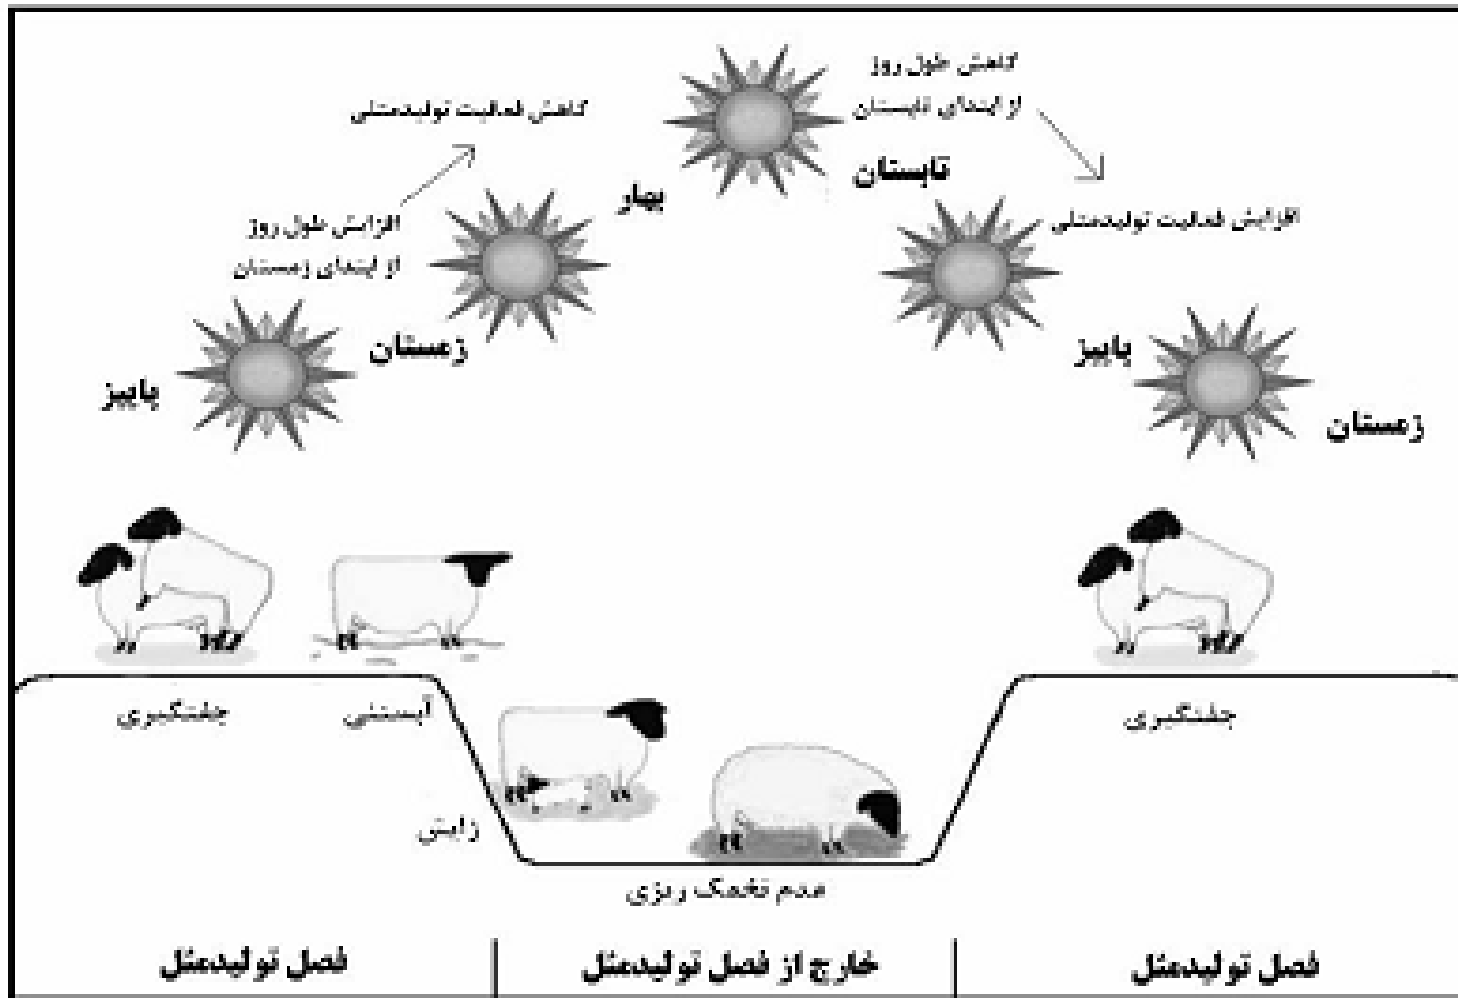 کاهش طول روز
از ابتدای تابستان
کاهش فعالیت تولیدمثلی
تابستان
بهار
افزایش فعالیت تولیدمثلی
افزایش طول روز
از ابتدای زمستان
زمستان
پاییز
پاییز
زمستان
جفتگیری
آبستنی
جفتگیری
زایش
عدم تخمک ریزی
فصل تولیدمثل
خارج از فصل تولیدمثل
فصل تولیدمثل